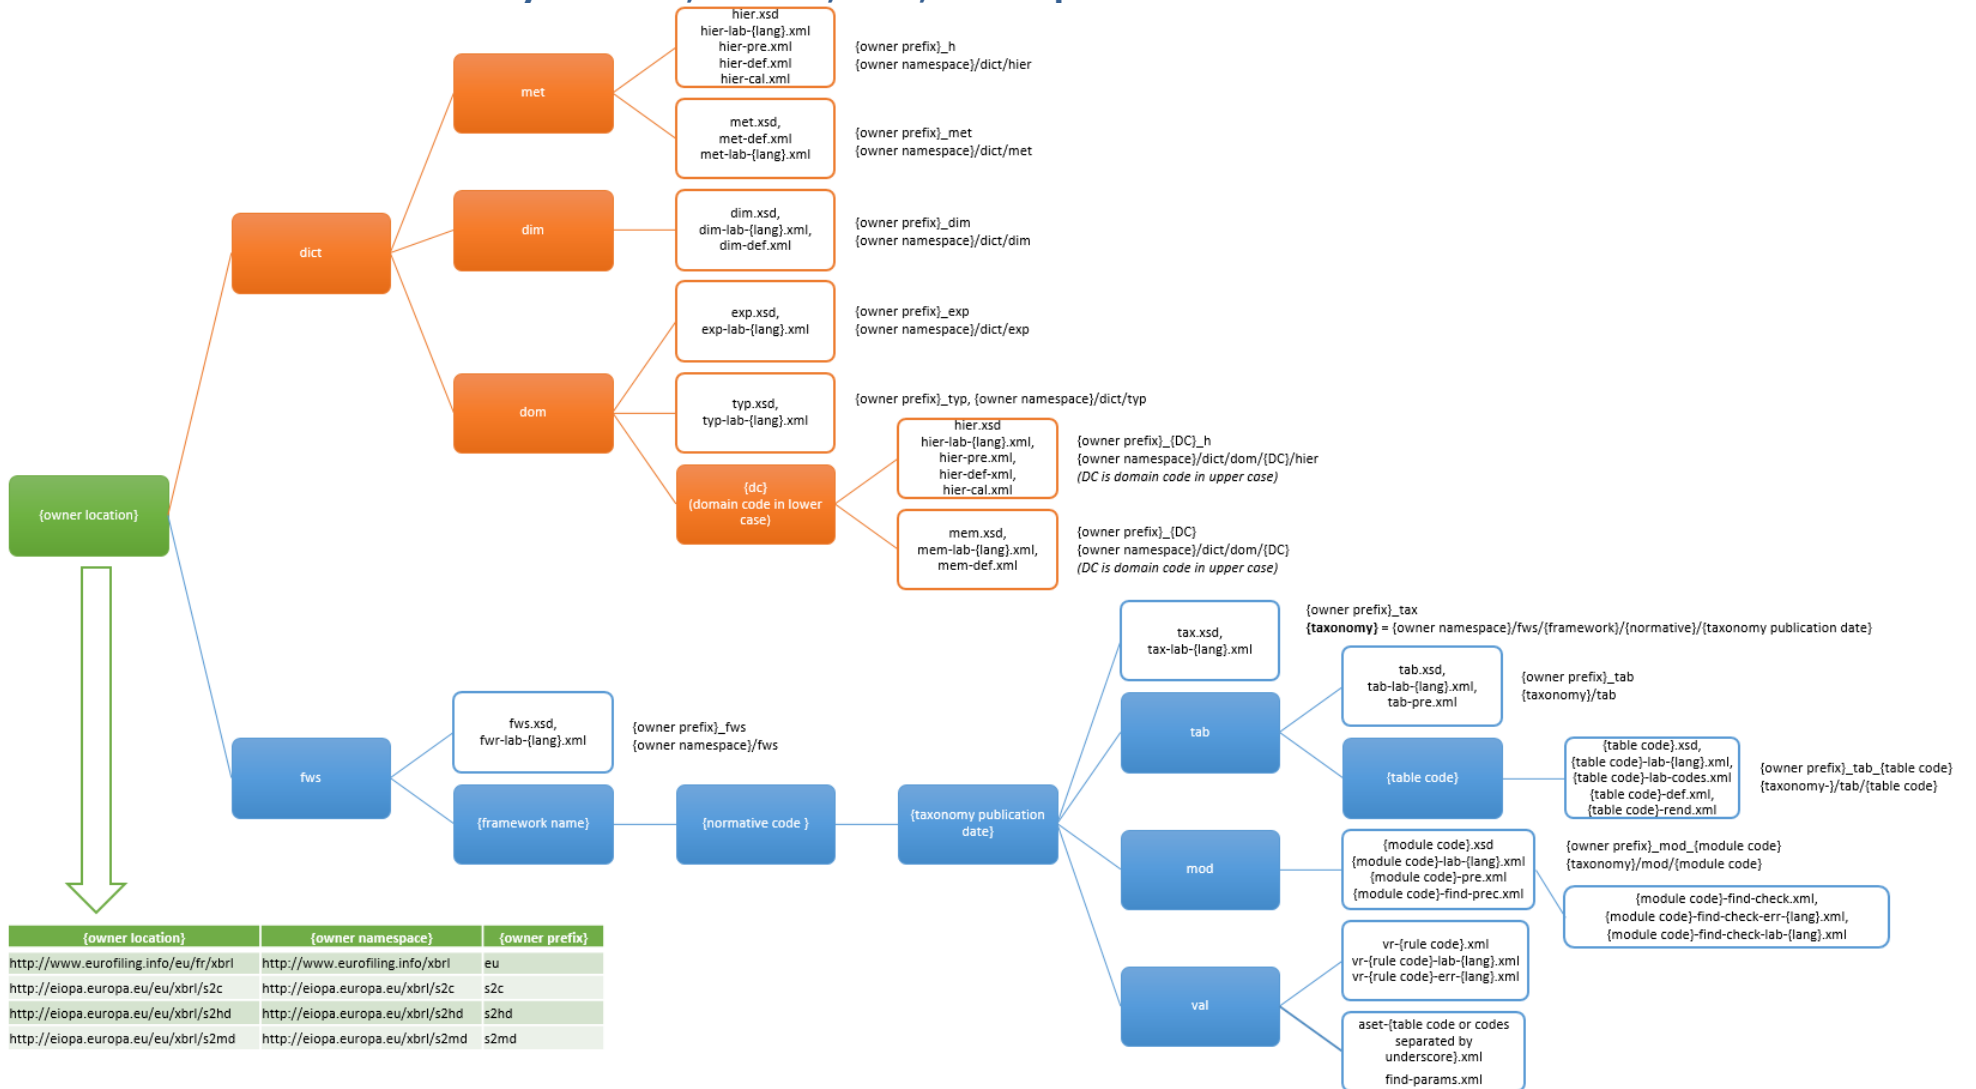 hier.xsd
hier-lab-{lang}.xml
hier-pre.xml
hier-def.xml
hier-cal.xml
{owner prefix}_h
{owner namespace}/dict/hier
met
met.xsd,
met-def.xml
met-lab-{lang}.xml
{owner prefix}_met
{owner namespace}/dict/met
dict
dim
dim.xsd,
dim-lab-{lang}.xml,
dim-def.xml
{owner prefix}_dim
{owner namespace}/dict/dim
exp.xsd,
exp-lab-{lang}.xml
{owner prefix}_exp
{owner namespace}/dict/exp
dom
typ.xsd,
typ-lab-{lang}.xml
{owner prefix}_typ, {owner namespace}/dict/typ
{dc}
(domain code in lower
case)
hier.xsd
hier-lab-{lang}.xml,
hier-pre.xml,
hier-def-xml,
hier-cal.xml
{owner prefix}_{DC}_h
{owner namespace}/dict/dom/{DC}/hier
(DC is domain code in upper case)
mem.xsd,
mem-lab-{lang}.xml,
mem-def.xml
{owner prefix}_{DC}
{owner namespace}/dict/dom/{DC}
(DC is domain code in upper case)
{owner location}
fws
fws.xsd,
fwr-lab-{lang}.xml
{owner prefix}_fws
{owner namespace}/fws
{framework name}
{normative code }
{taxonomy publication
date}
tax.xsd,
tax-lab-{lang}.xml
{owner prefix}_tax
{taxonomy} = {owner namespace}/fws/{framework}/{normative}/{taxonomy publication date}
tab
tab.xsd,
tab-lab-{lang}.xml,
tab-pre.xml
{owner prefix}_tab
{taxonomy}/tab
{table code}
{table code}.xsd,
{table code}-lab-{lang}.xml,
{table code}-lab-codes.xml
{table code}-def.xml,
{table code}-rend.xml
{owner prefix}_tab_{table code}
{taxonomy-}/tab/{table code}
mod
{module code}.xsd
{module code}-lab-{lang}.xml
{module code}-pre.xml
{module code}-find-prec.xml
{owner prefix}_mod_{module code}
{taxonomy}/mod/{module code}
{module code}-find-check.xml,
{module code}-find-check-err-{lang}.xml,
{module code}-find-check-lab-{lang}.xml
val
vr-{rule code}.xml
vr-{rule code}-lab-{lang}.xml
vr-{rule code}-err-{lang}.xml
aset-{table code or codes
separated by
underscore}.xml
find-params.xml
{owner location} {owner namespace} {owner prefix}
http://www.eurofiling.info/eu/fr/xbrl http://www.eurofiling.info/xbrl eu
http://eiopa.europa.eu/eu/xbrl/s2c http://eiopa.europa.eu/xbrl/s2c s2c
http://eiopa.europa.eu/eu/xbrl/s2hd http://eiopa.europa.eu/xbrl/s2hd s2hd
http://eiopa.europa.eu/eu/xbrl/s2md http://eiopa.europa.eu/xbrl/s2md s2md